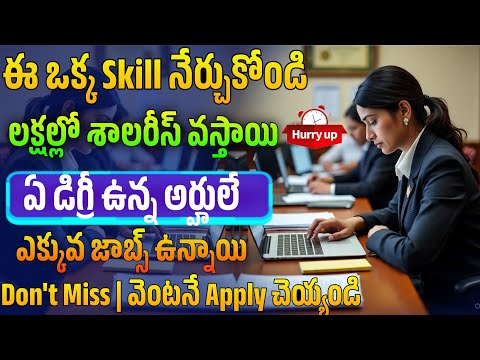 ఈ ఒక్క Skill నేర్చుకోండి
లక్షల్లో శాలరీస్ వస్తాయి
Hurry up
ఏ డిగ్రీ ఉన్న అర్హులే
ఎక్కువ జాబ్స్ ఉన్నాయి
Don't Miss | వెంటనే Apply చెయ్యండి